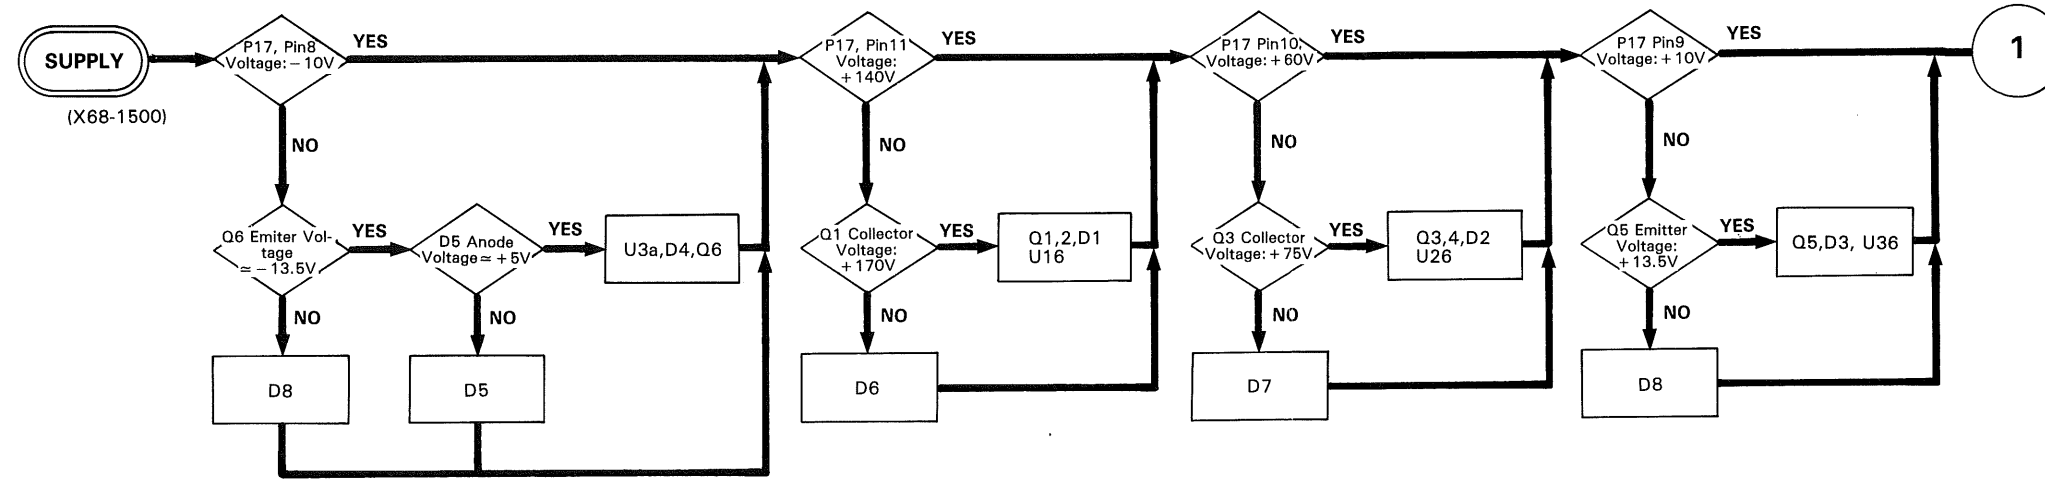 SUPPLY
(X68-1500)
P17, Pin8
Voltage: − 10V
YES
NO
Q6 Emiter Vol-
tage
≃ − 13.5V
YES
NO
D8
D5 Anode
Voltage ≃ + 5V
YES
NO
D5
U3a,D4,Q6
P17, Pin11
Voltage:
+140V
YES
NO
Q1 Collector
Voltage:
+170V
YES
NO
D6
Q1,2,D1
U16
P17 Pin10,
Voltage: + 60V
YES
NO
Q3 Collector
Voltage: + 75V
YES
NO
D7
Q3,4,D2
U26
P17 Pin9
Voltage: + 10V
YES
NO
Q5 Emitter
Voltage:
+13.5V
YES
NO
D8
Q5,D3, U36
1